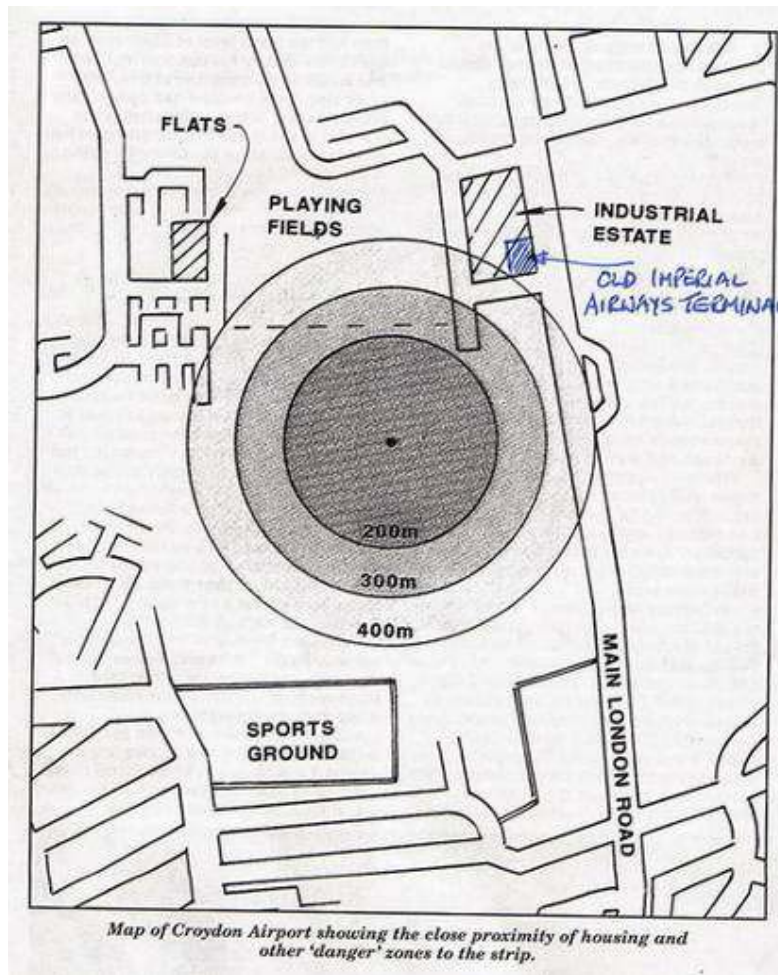 FLATS
PLAYING
FIELDS
INDUSTRIAL
ESTATE
OLD IMPERIAL
AIRWAYS TERMINAL
200m
300m
400m
MAIN LONDON ROAD
SPORTS
GROUND
Map of Croydon Airport showing the close proximity of housing and
other ‘danger’ zones to the strip.